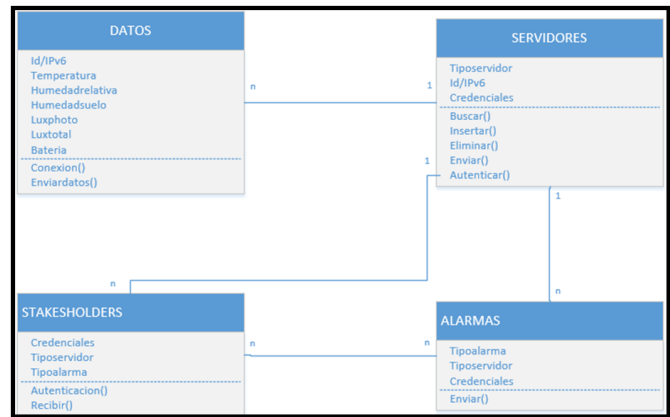 DATOS
Id/IPv6
Temperatura
Humedadrelativa
Humedadsuelo
Luxphoto
Luxtotal
Bateria
Conexion()
Enviardatos()
n
1
SERVIDORES
Tiposervidor
Id/IPv6
Credenciales
Buscar()
Insertar()
Eliminar()
Enviar()
Autenticar()
1
n
1
n
STAKESHOLDERS
Credenciales
Tiposervidor
Tipoalarma
Autenticacion()
Recibir()
n
n
ALARMAS
Tipoalarma
Tiposervidor
Credenciales
Enviar()